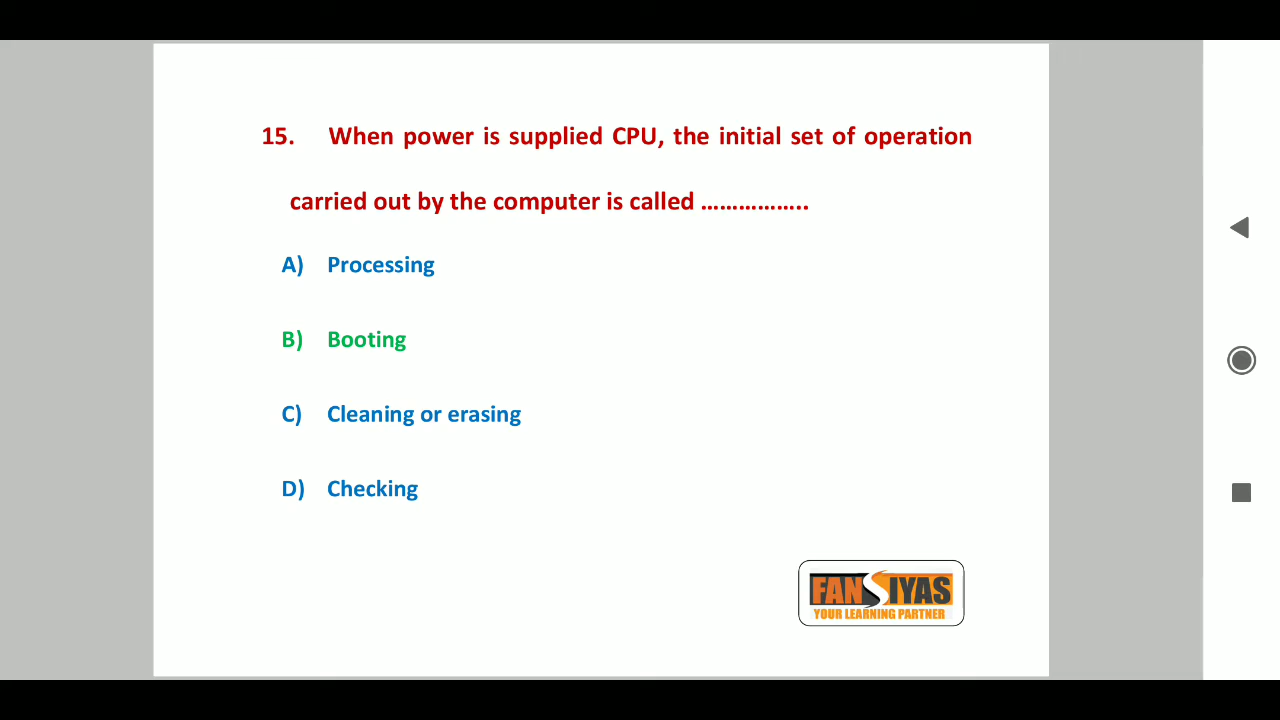 15. When power is supplied CPU, the initial set of operation
carried out by the computer is called ……………..
A) Processing
B) Booting
C) Cleaning or erasing
D) Checking
FANSIYAS
YOUR LEARNING PARTNER